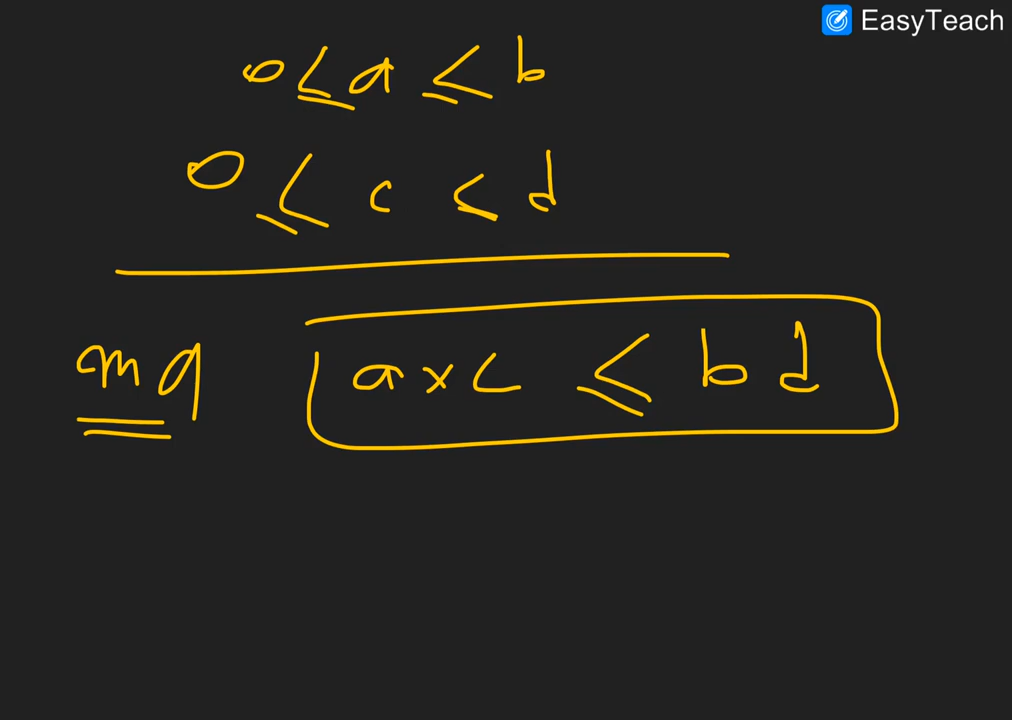 EasyTeach
0 ≤ a ≤ b
0 ≤ c ≤ d
mq a x c ≤ b d